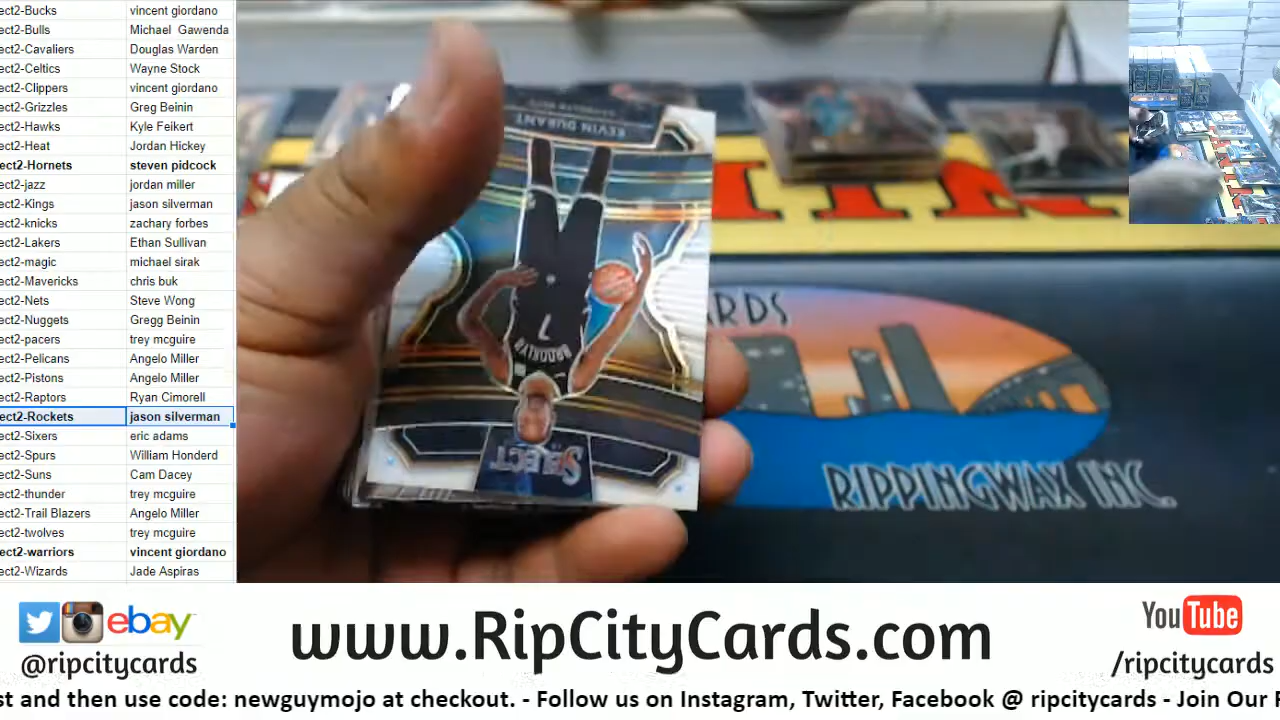 ect2-Bucks vincent giordano
ect2-Bulls Michael Gawenda
ect2-Cavaliers Douglas Warden
ect2-Celtics Wayne Stock
ect2-Clippers vincent giordano
ect2-Grizzles Greg Beinin
ect2-Hawks Kyle Feikert
ect2-Heat Jordan Hickey
ect2-Hornets steven pidcock
ect2-jazz jordan miller
ect2-Kings jason silverman
ect2-knicks zachary forbes
ect2-Lakers Ethan Sullivan
ect2-magic michael sirak
ect2-Mavericks chris buk
ect2-Nets Steve Wong
ect2-Nuggets Gregg Beinin
ect2-pacers trey mcguire
ect2-Pelicans Angelo Miller
ect2-Pistons Angelo Miller
ect2-Raptors Ryan Cimorell
ect2-Rockets jason silverman
ect2-Sixers eric adams
ect2-Spurs William Honderd
ect2-Suns Cam Dacey
ect2-thunder trey mcguire
ect2-Trail Blazers Angelo Miller
ect2-twolves trey mcguire
ect2-warriors vincent giordano
ect2-Wizards Jade Aspiras
KEVIN DURANT
BROOKLYN
7
SELECT
ARDS
RIPPINGWAX INC.
ebay
@ripcitycards
www.RipCityCards.com
YouTube
/ripcitycards
st and then use code: newguymojo at checkout. - Follow us on Instagram, Twitter, Facebook @ ripcitycards - Join Our F